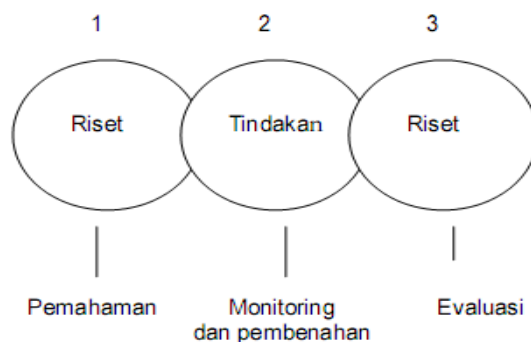 1 2 3
Riset Tindakan Riset
Pemahaman Monitoring Evaluasi
dan pembenahan